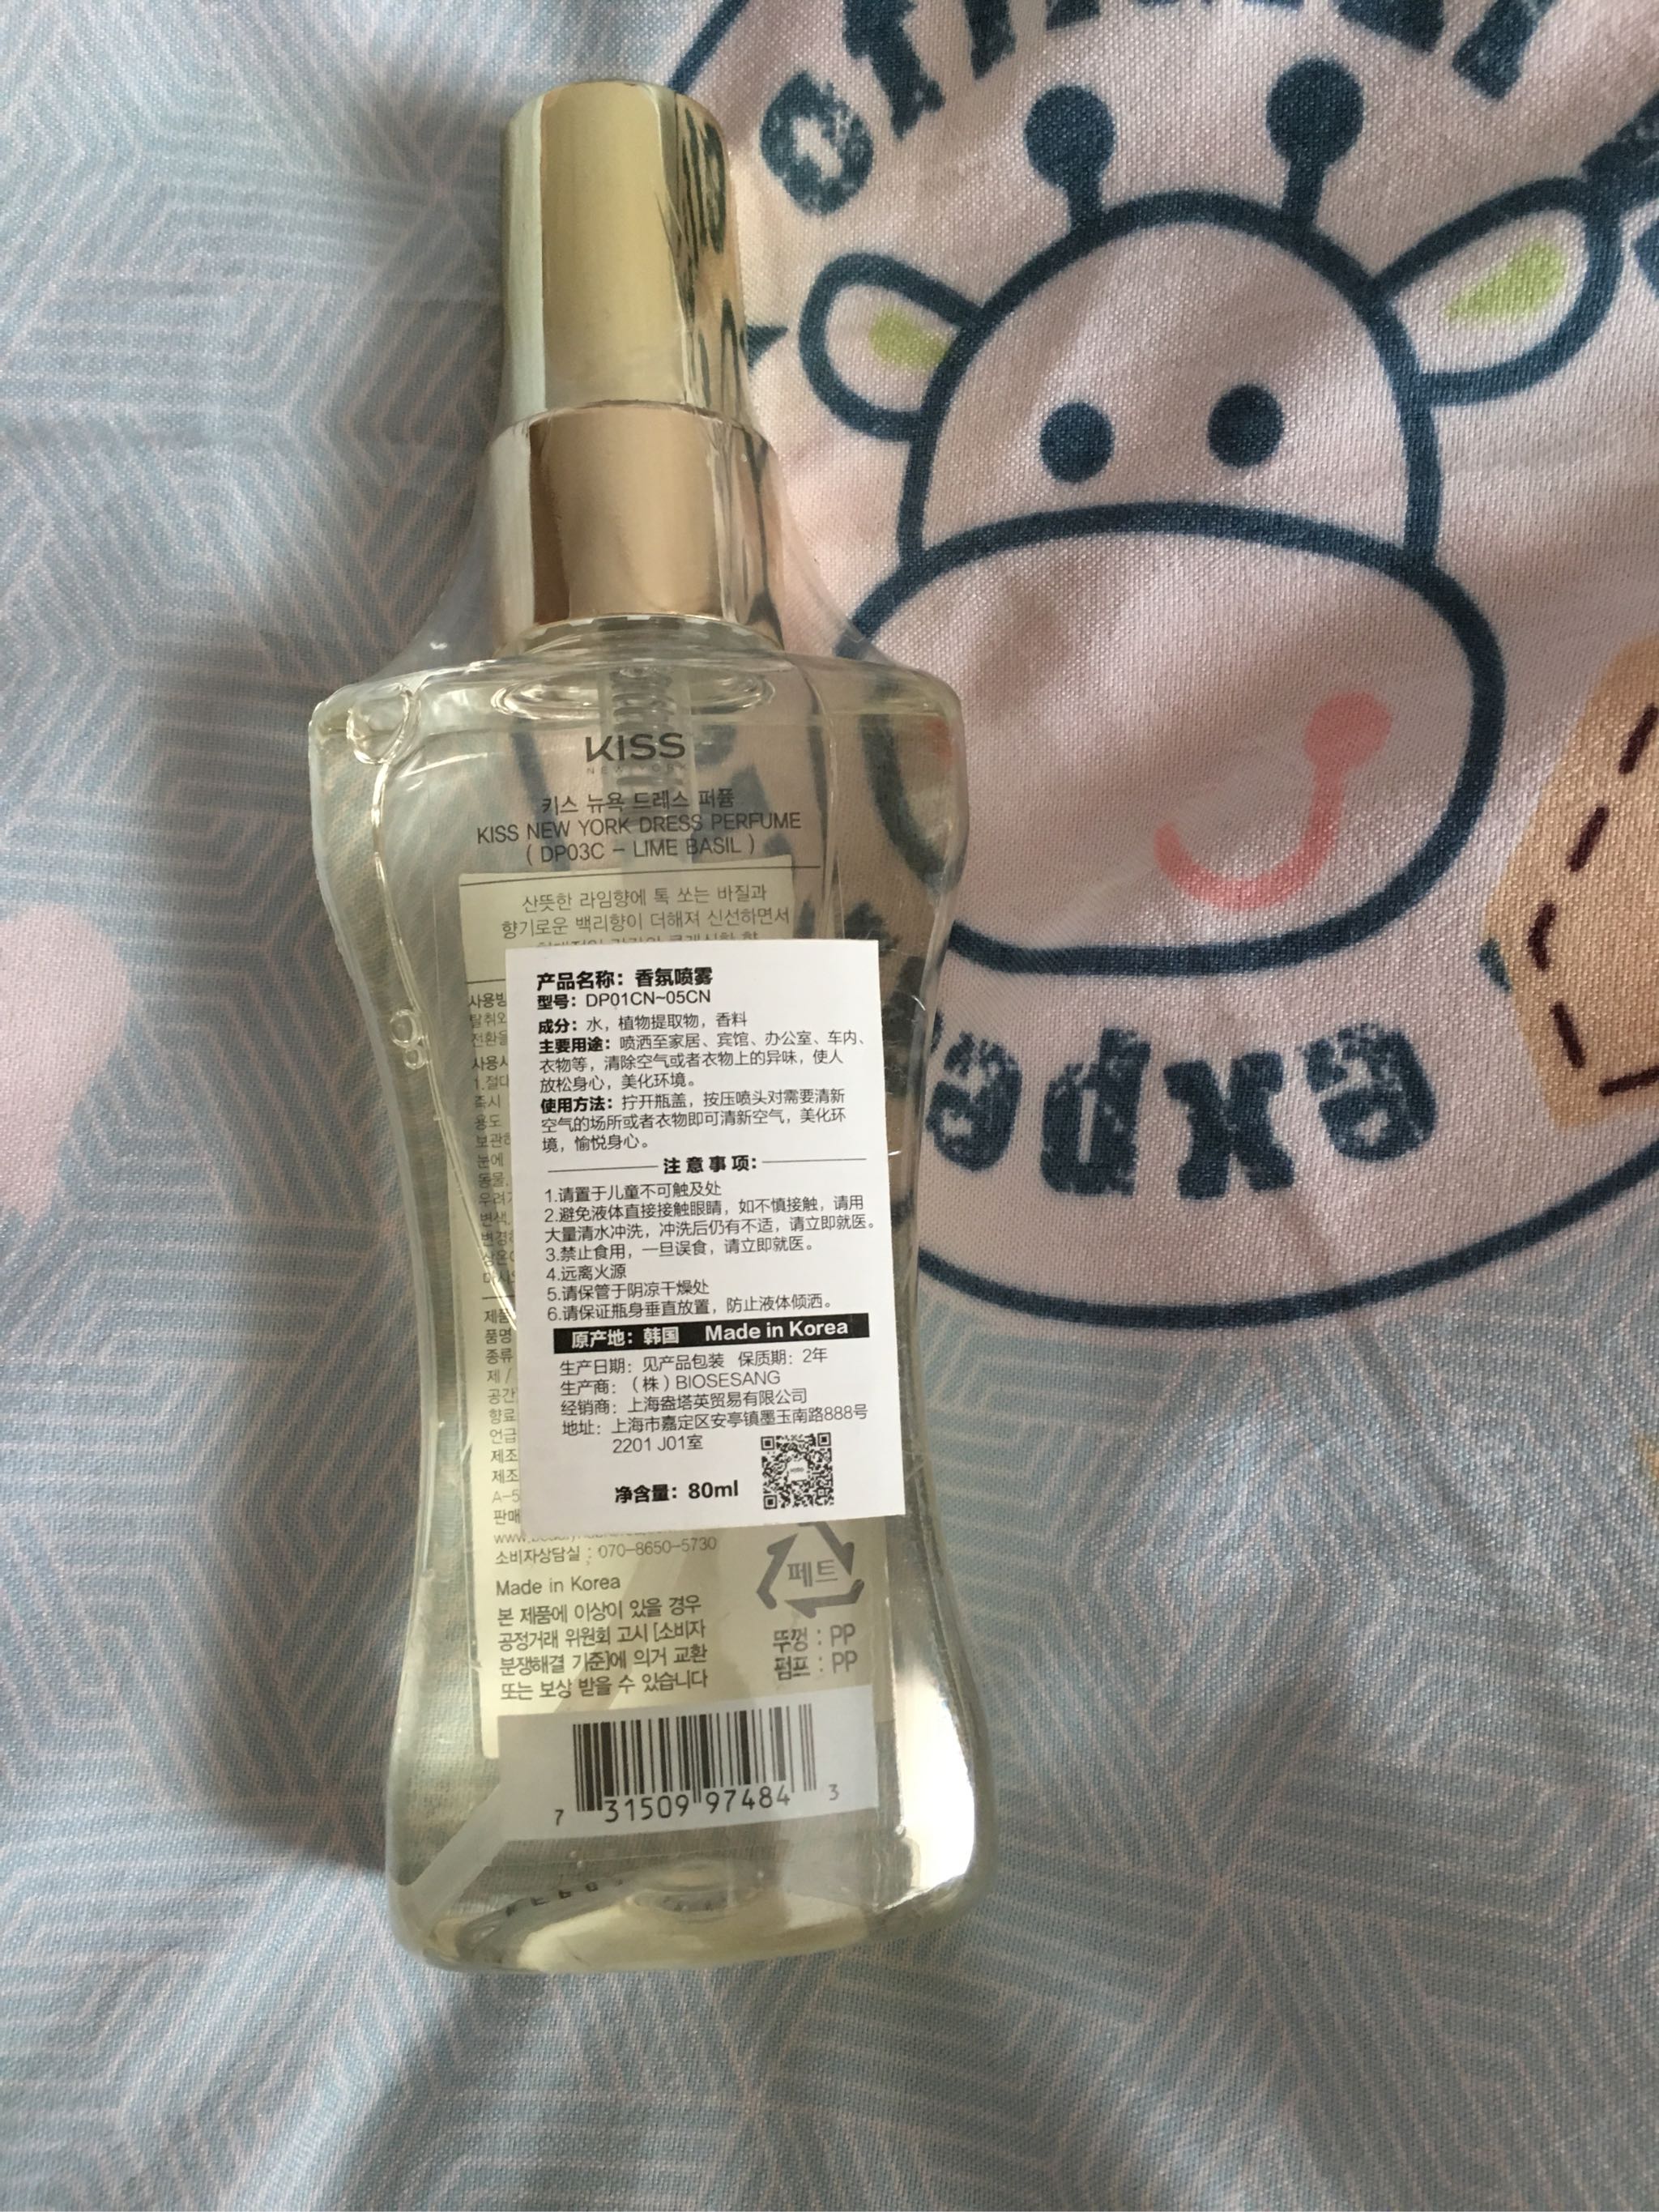 KISS
NEW YORK
키스 뉴욕 드레스 퍼퓸
KISS NEW YORK DRESS PERFUME
( DP03C – LIME BASIL )
산뜻한 라임향에 톡 쏘는 바질과
향기로운 백리향이 더해져 신선하면서
产品名称：香氛喷雾
型号：DP01CN~05CN
成分：水，植物提取物，香料
主要用途：喷洒至家居、宾馆、办公室、车内、
衣物等，清除空气或者衣物上的异味，使人
放松身心，美化环境。
使用方法：拧开瓶盖，按压喷头对需要清新
空气的场所或者衣物即可清新空气，美化环
境，愉悦身心。
注意事项：
1.请置于儿童不可触及处
2.避免液体直接接触眼睛，如不慎接触，请用
大量清水冲洗，冲洗后仍有不适，请立即就医。
3.禁止食用，一旦误食，请立即就医。
4.远离火源
5.请保管于阴凉干燥处
6.请保证瓶身垂直放置，防止液体倾洒。
原产地：韩国 Made in Korea
生产日期：见产品包装 保质期：2年
生产商：（株）BIOSESANG
经销商：上海盎塔英贸易有限公司
地址：上海市嘉定区安亭镇墨玉南路888号
2201 J01室
净含量：80ml
소비자상담실 : 070-8650-5730
Made in Korea
본 제품에 이상이 있을 경우
공정거래 위원회 고시 [소비자
분쟁해결 기준]에 의거 교환
또는 보상 받을 수 있습니다
페트
뚜껑 : PP
펌프 : PP
7 31509 97484 3